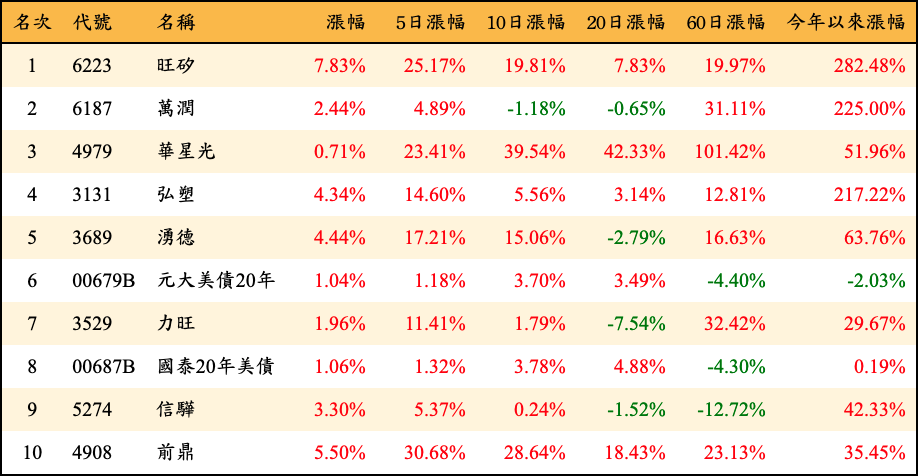 名次 代號 名稱 漲幅 5日漲幅 10日漲幅 20日漲幅 60日漲幅 今年以來漲幅
1 6223 旺矽 7.83% 25.17% 19.81% 7.83% 19.97% 282.48%
2 6187 萬潤 2.44% 4.89% -1.18% -0.65% 31.11% 225.00%
3 4979 華星光 0.71% 23.41% 39.54% 42.33% 101.42% 51.96%
4 3131 弘塑 4.34% 14.60% 5.56% 3.14% 12.81% 217.22%
5 3689 湧德 4.44% 17.21% 15.06% -2.79% 16.63% 63.76%
6 00679B 元大美債20年 1.04% 1.18% 3.70% 3.49% -4.40% -2.03%
7 3529 力旺 1.96% 11.41% 1.79% -7.54% 32.42% 29.67%
8 00687B 國泰20年美債 1.06% 1.32% 3.78% 4.88% -4.30% 0.19%
9 5274 信驊 3.30% 5.37% 0.24% -1.52% -12.72% 42.33%
10 4908 前鼎 5.50% 30.68% 28.64% 18.43% 23.13% 35.45%